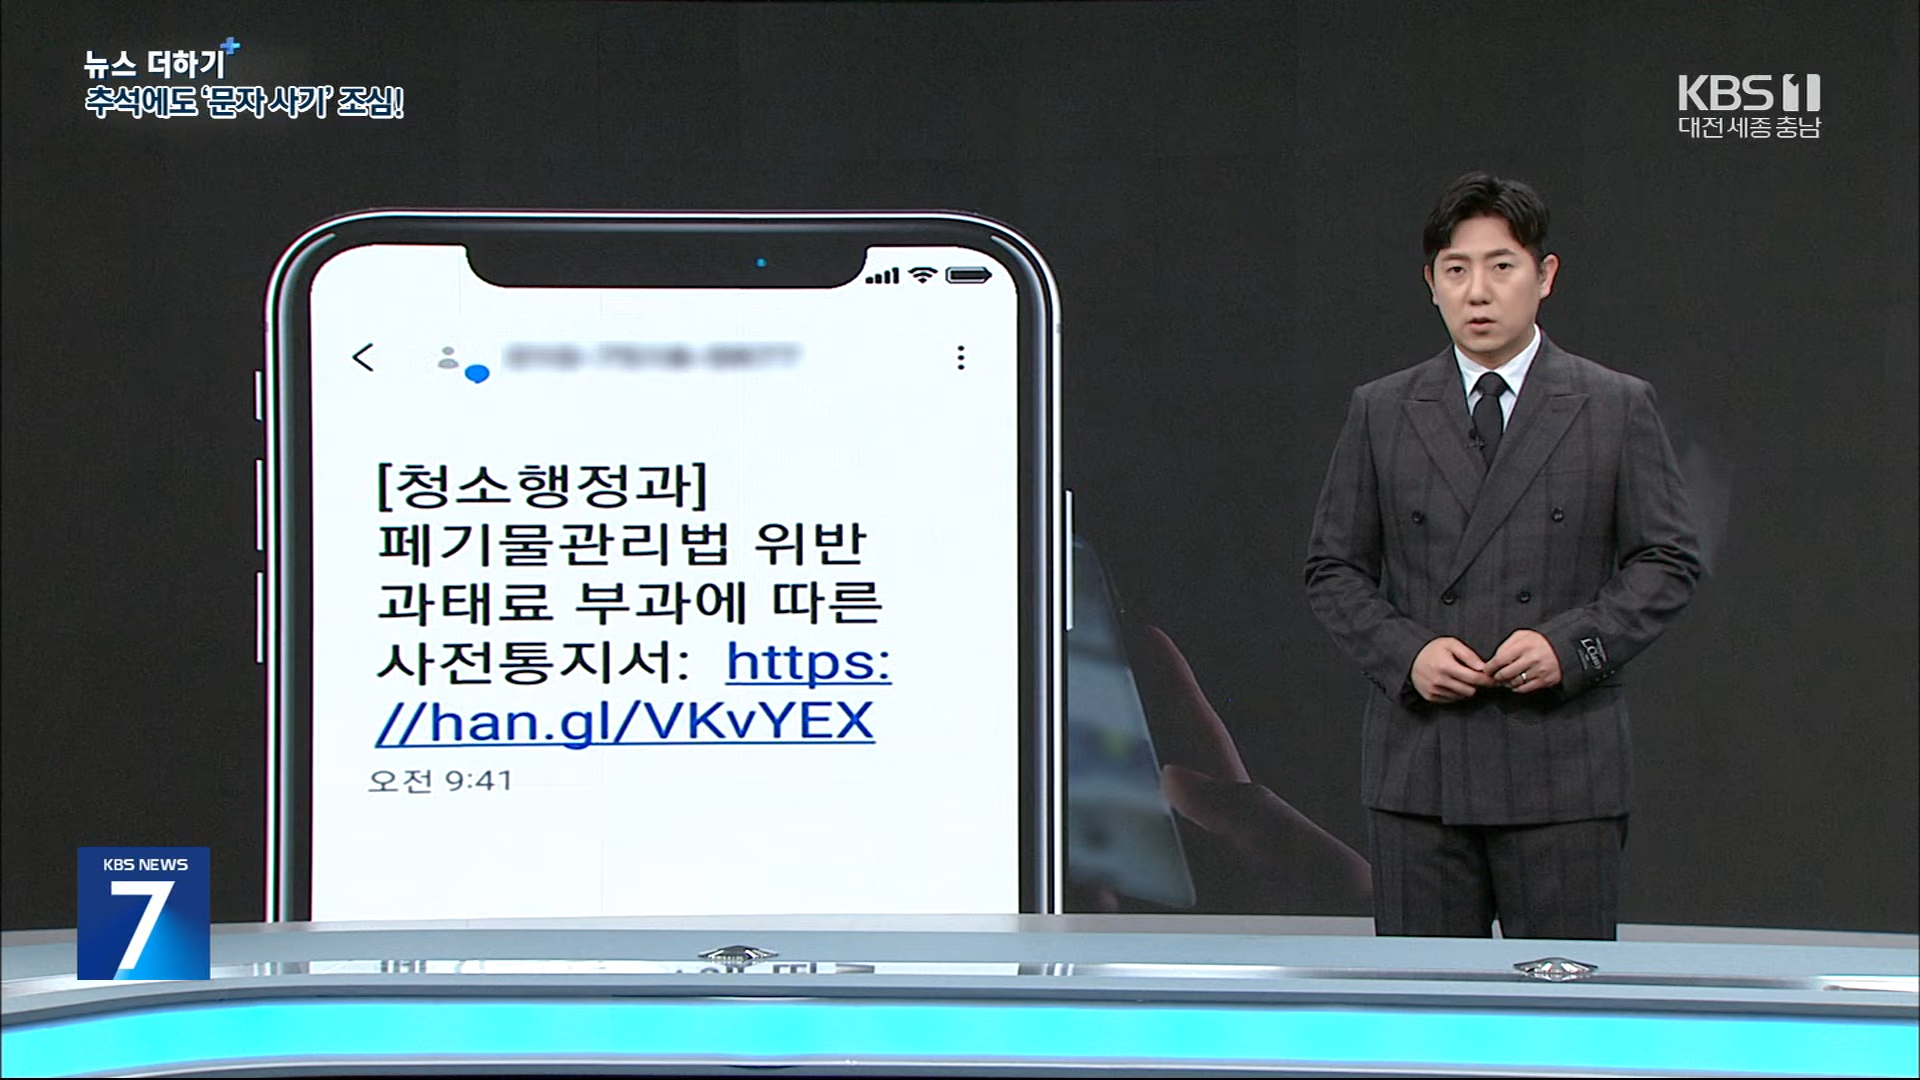 뉴스 더하기+
추석에도 '문자 사기' 조심!
KBS 1
대전 세종 충남
[청소행정과]
페기물관리법 위반
과태료 부과에 따른
사전통지서: https:
//han.gl/VKvYEX
오전 9:41
KBS NEWS
7